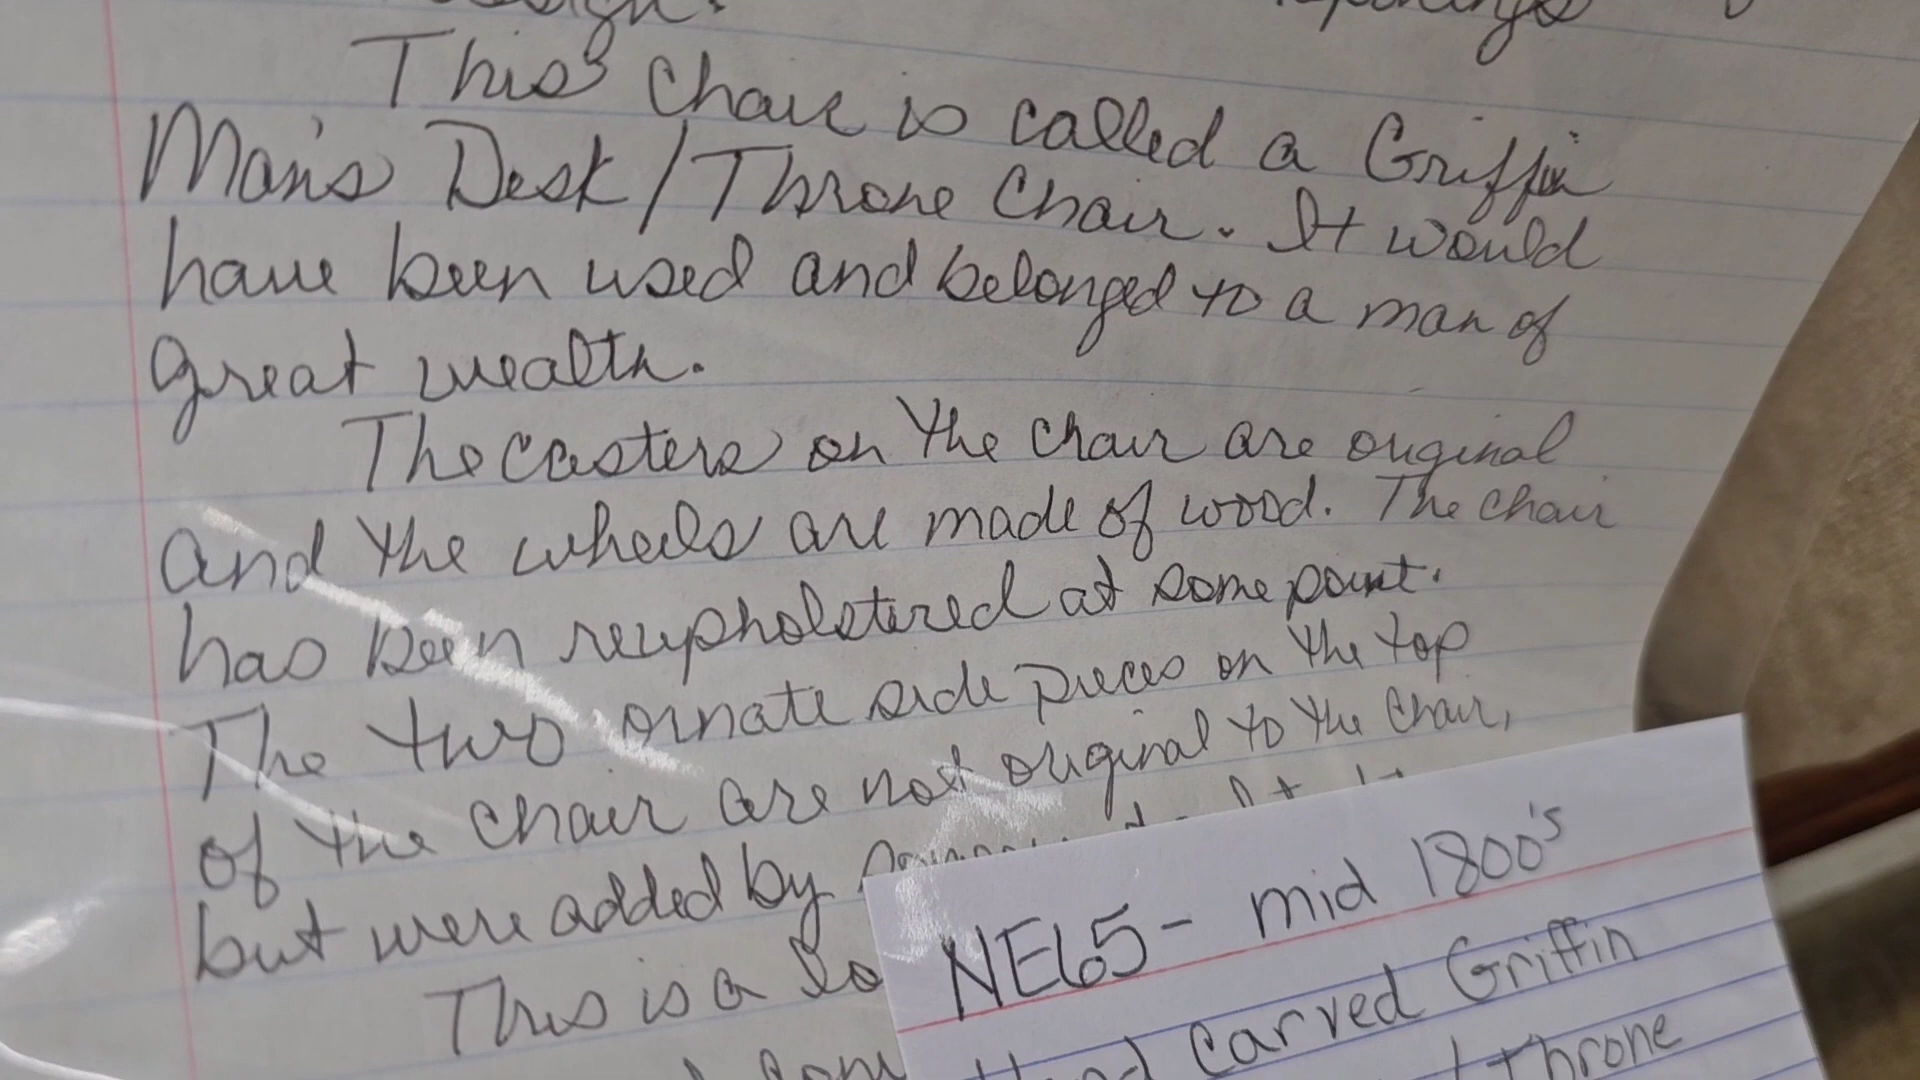 This Chair is called a Griffin
Man's Desk/Throne Chair. It would
have been used and belonged to a man of
great wealth.
The casters on the chair are original
and the wheels are made of wood. The chair
has been reupholstered at some point.
The two ornate side pieces on the top
of the chair are not original to the chair,
but were added by
This is a
NE65- mid 1800's
Hand Carved Griffin
Throne